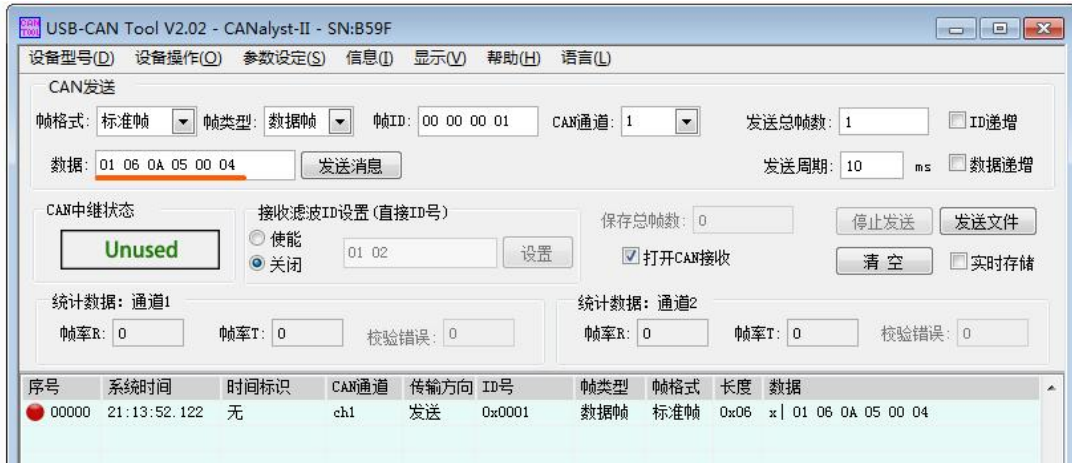 USB-CAN Tool V2.02 - CANalyst-II - SN:B59F
设备型号(D) 设备操作(O) 参数设定(S) 信息(I) 显示(V) 帮助(H) 语言(L)
CAN发送
帧格式: 标准帧 帧类型: 数据帧 帧ID: 00 00 00 01 CAN通道: 1 发送总帧数: 1 ID递增
数据: 01 06 0A 05 00 04 发送消息 发送周期: 10 ms 数据递增
CAN中继状态 接收滤波ID设置(直接ID号) 保存总帧数: 0 停止发送 发送文件
Unused 使能 关闭 01 02 设置 打开CAN接收 清 空 实时存储
统计数据: 通道1 统计数据: 通道2
帧率R: 0 帧率T: 0 校验错误: 0 帧率R: 0 帧率T: 0 校验错误: 0
序号 系统时间 时间标识 CAN通道 传输方向 ID号 帧类型 帧格式 长度 数据
00000 21:13:52.122 无 ch1 发送 0x0001 数据帧 标准帧 0x06 x| 01 06 0A 05 00 04